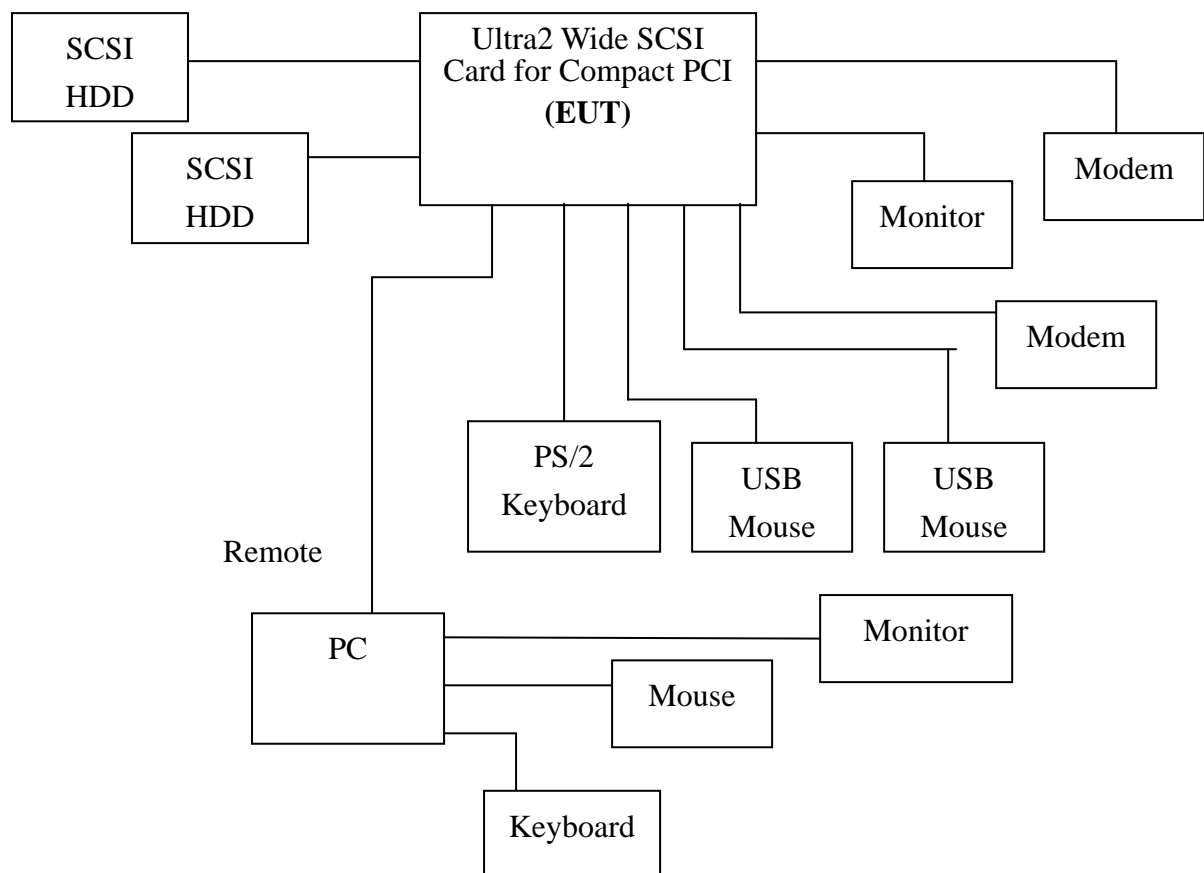 SCSI
HDD
Ultra2 Wide SCSI
Card for Compact PCI
(EUT)
SCSI
HDD
Modem
Monitor
Modem
PS/2
Keyboard
USB
Mouse
USB
Mouse
Remote
PC
Monitor
Mouse
Keyboard